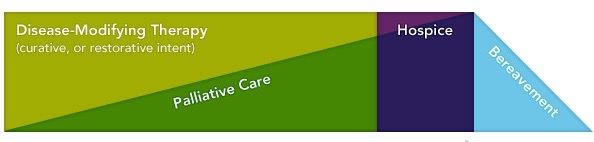 Disease-Modifying Therapy
(curative, or restorative intent)
Palliative Care
Hospice
Bereavement